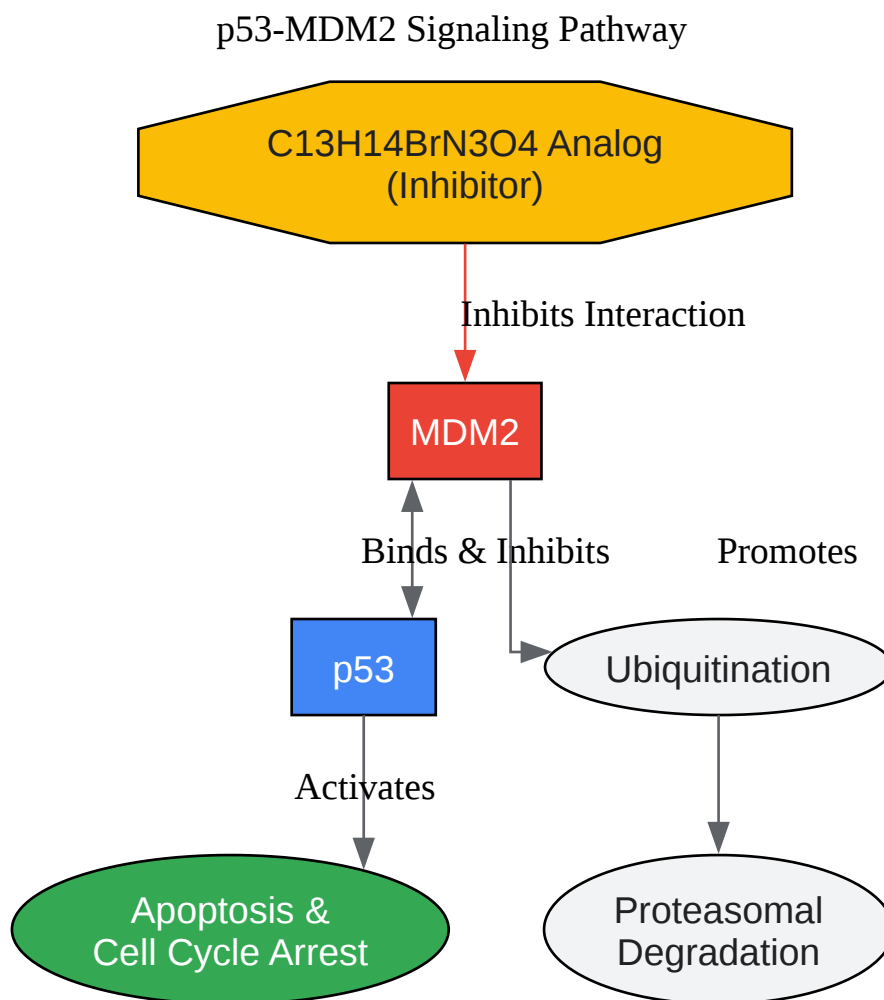 p53-MDM2 Signaling Pathway
C13H14BrN3O4 Analog
(Inhibitor)
Inhibits Interaction
MDM2
Binds & Inhibits
Promotes
p53
Ubiquitination
Activates
Apoptosis &
Cell Cycle Arrest
Proteasomal
Degradation